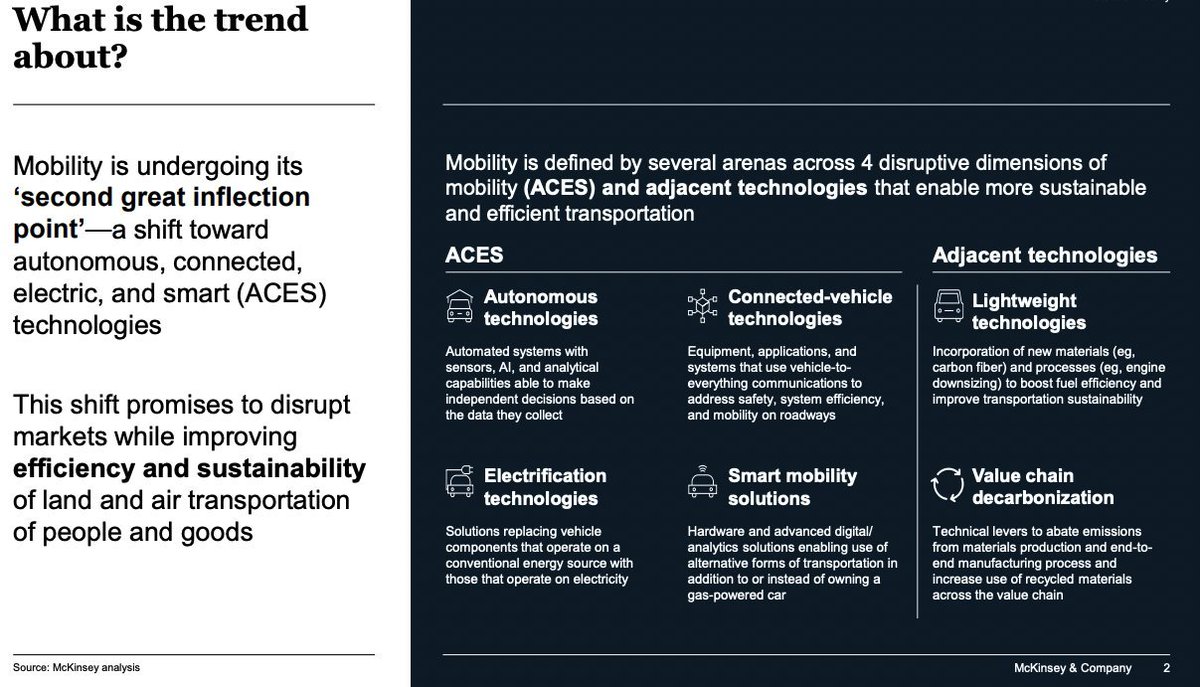 What is the trend
about?
Mobility is undergoing its
‘second great inflection
point’—a shift toward
autonomous, connected,
electric, and smart (ACES)
technologies
This shift promises to disrupt
markets while improving
efficiency and sustainability
of land and air transportation
of people and goods
Source: McKinsey analysis
Mobility is defined by several arenas across 4 disruptive dimensions of
mobility (ACES) and adjacent technologies that enable more sustainable
and efficient transportation
ACES
Autonomous
technologies
Automated systems with
sensors, AI, and analytical
capabilities able to make
independent decisions based on
the data they collect
Connected-vehicle
technologies
Equipment, applications, and
systems that use vehicle-to-
everything communications to
address safety, system efficiency,
and mobility on roadways
Electrification
technologies
Solutions replacing vehicle
components that operate on a
conventional energy source with
those that operate on electricity
Smart mobility
solutions
Hardware and advanced digital/
analytics solutions enabling use of
alternative forms of transportation in
addition to or instead of owning a
gas-powered car
Adjacent technologies
Lightweight
technologies
Incorporation of new materials (eg,
carbon fiber) and processes (eg, engine
downsizing) to boost fuel efficiency and
improve transportation sustainability
Value chain
decarbonization
Technical levers to abate emissions
from materials production and end-to-
end manufacturing process and
increase use of recycled materials
across the value chain
McKinsey & Company 2